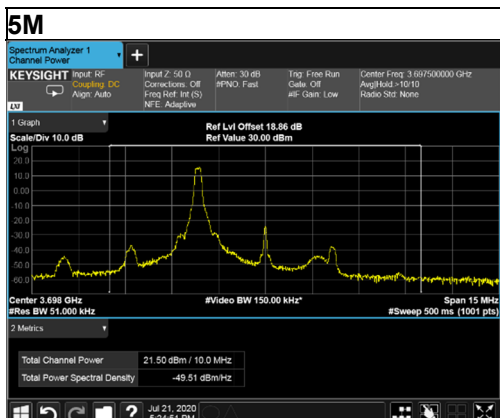 5M
Spectrum Analyzer 1
Channel Power
+
KEYSIGHT
Input: RF
Coupling: DC
Align: Auto
Input Z: 50 Ω
Corrections: Off
Freq Ref: Int (S)
NFE: Adaptive
Atten: 30 dB
#PNO: Fast
Trig: Free Run
Gate: Off
#IF Gain: Low
Center Freq: 3.697500000 GHz
Avg|Hold:>10/10
Radio Std: None
LXI
1 Graph
Scale/Div 10.0 dB
Ref Lvl Offset 18.86 dB
Ref Value 30.00 dBm
Log
20.0
10.0
0.00
-10.0
-20.0
-30.0
-40.0
-50.0
-60.0
Center 3.698 GHz
#Res BW 51.000 kHz
#Video BW 150.00 kHz*
Span 15 MHz
#Sweep 500 ms (1001 pts)
2 Metrics
Total Channel Power 21.50 dBm / 10.0 MHz
Total Power Spectral Density -49.51 dBm/Hz
?
Jul 21, 2020
5:24:51 PM